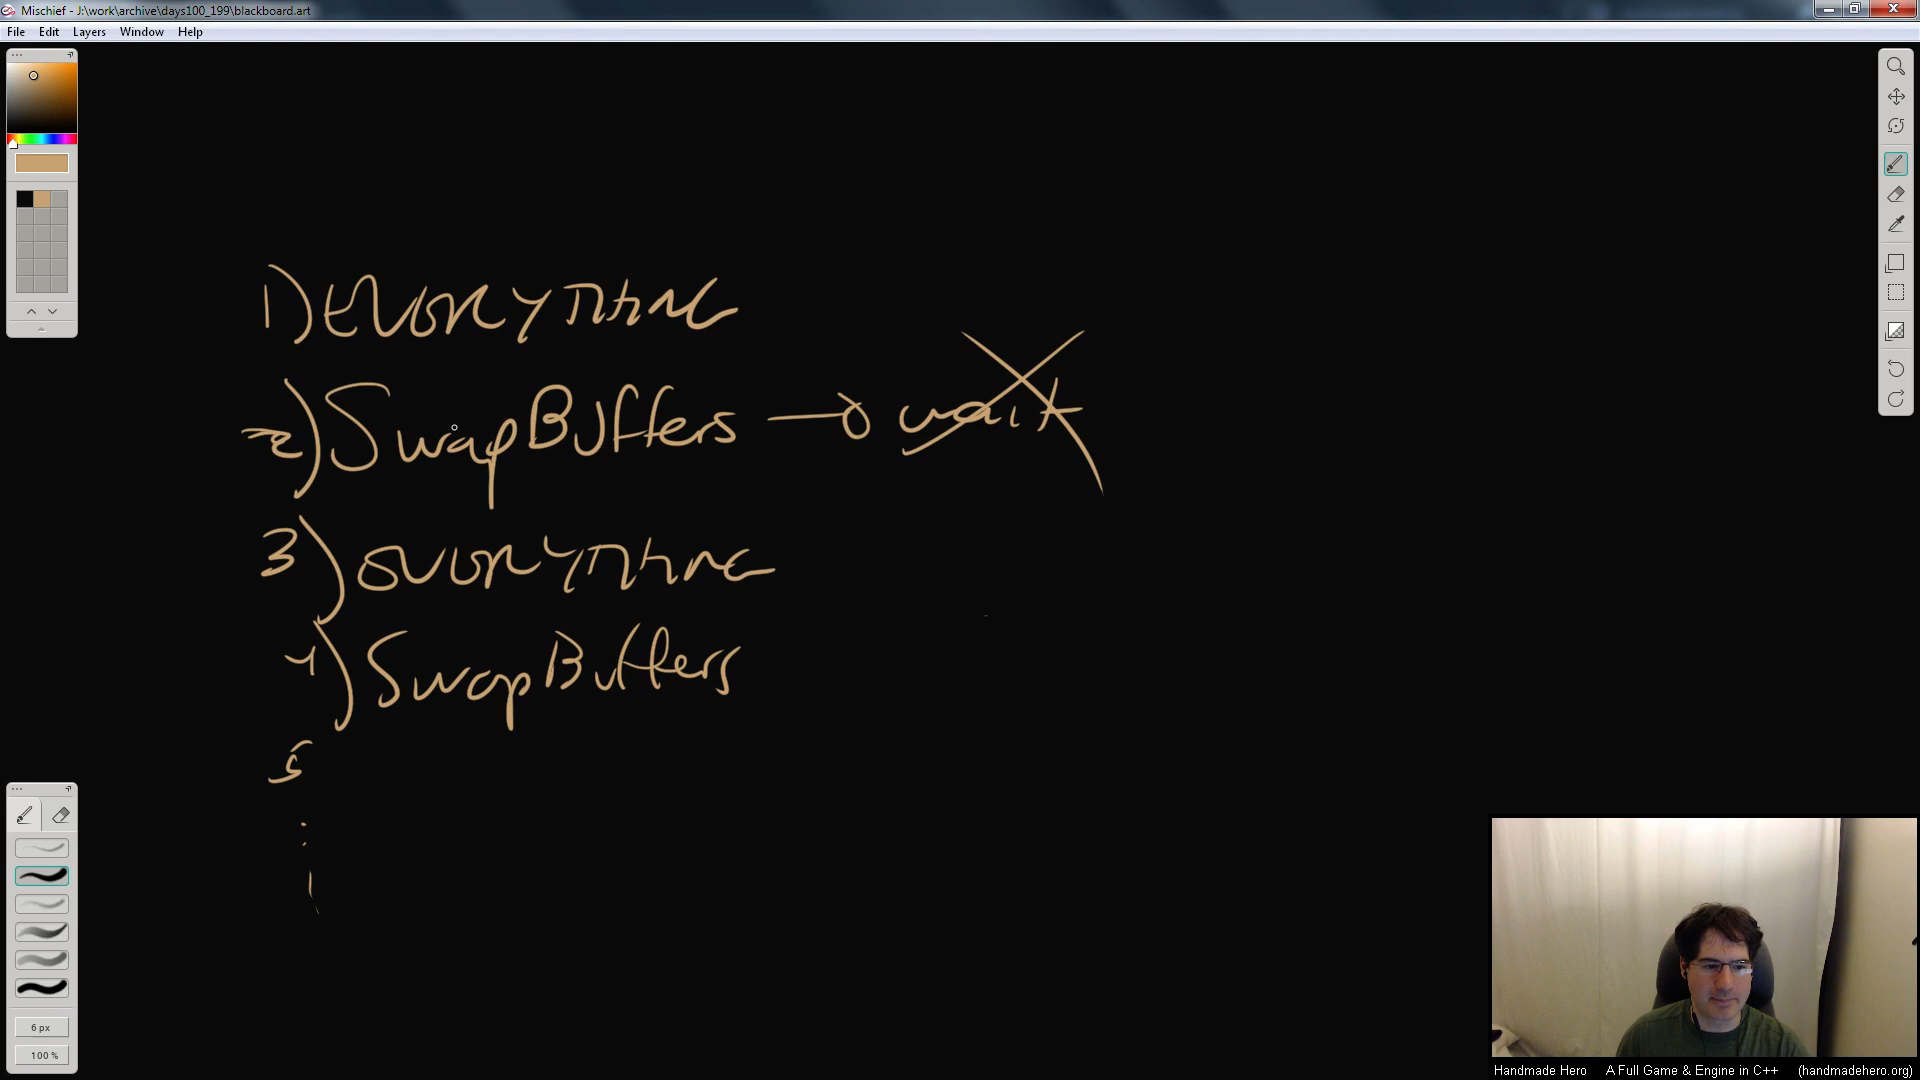 Mischief - J:\work\archive\days100_199\blackboard.art
File Edit Layers Window Help
1) EVERYTHING
2) SwapBuffers → wait
3) EVERYTHING
4) SwapBuffers
5
:
6 px
100 %
Handmade Hero A Full Game & Engine in C++ (handmadehero.org)